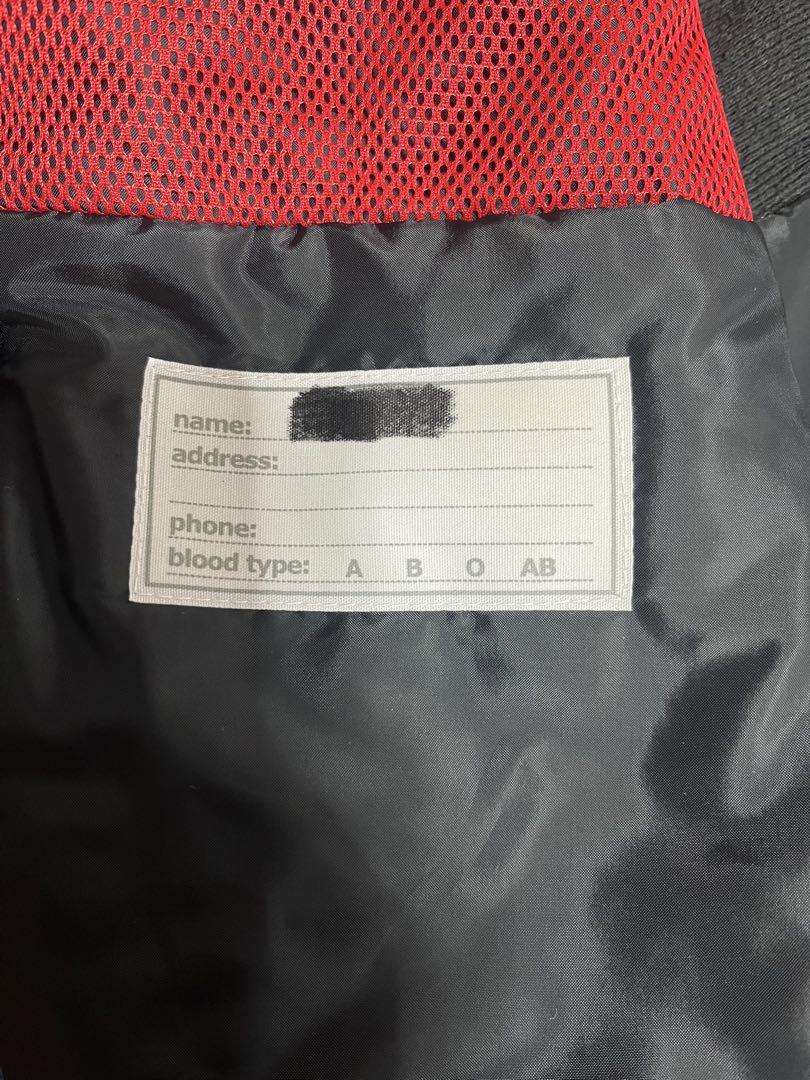 name:
address:
phone:
blood type: A B O AB